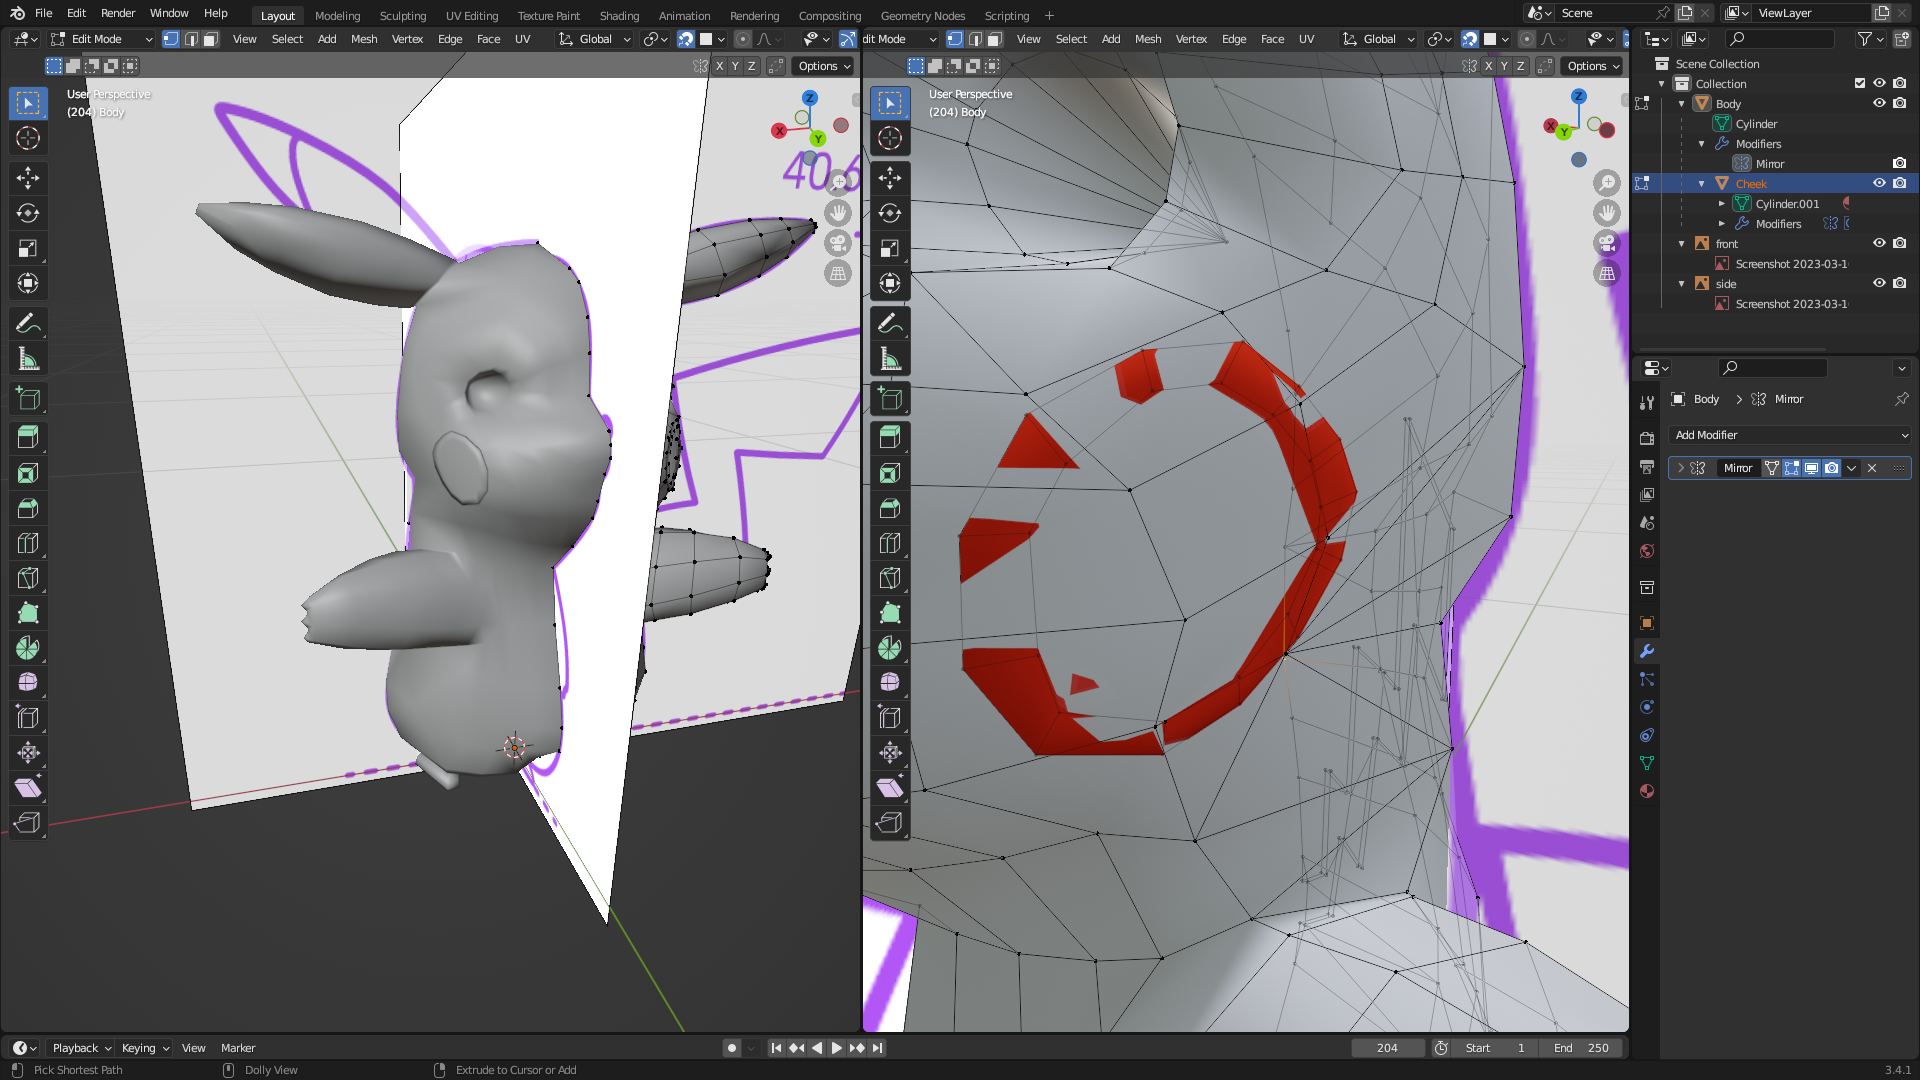 File Edit Render Window Help Layout Modeling Sculpting UV Editing Texture Paint Shading Animation Rendering Compositing Geometry Nodes Scripting + Scene ViewLayer
Edit Mode View Select Add Mesh Vertex Edge Face UV Global
dit Mode View Select Add Mesh Vertex Edge Face UV Global
X Y Z Options
X Y Z Options
User Perspective
(204) Body
Z
X
Y
40.6
User Perspective
(204) Body
Z
X
Y
Scene Collection
Collection
Body
Cylinder
Modifiers
Mirror
Cheek
Cylinder.001
Modifiers
front
Screenshot 2023-03-1
side
Screenshot 2023-03-1
Body > Mirror
Add Modifier
Mirror
Playback Keying View Marker 204 Start 1 End 250
Pick Shortest Path Dolly View Extrude to Cursor or Add 3.4.1